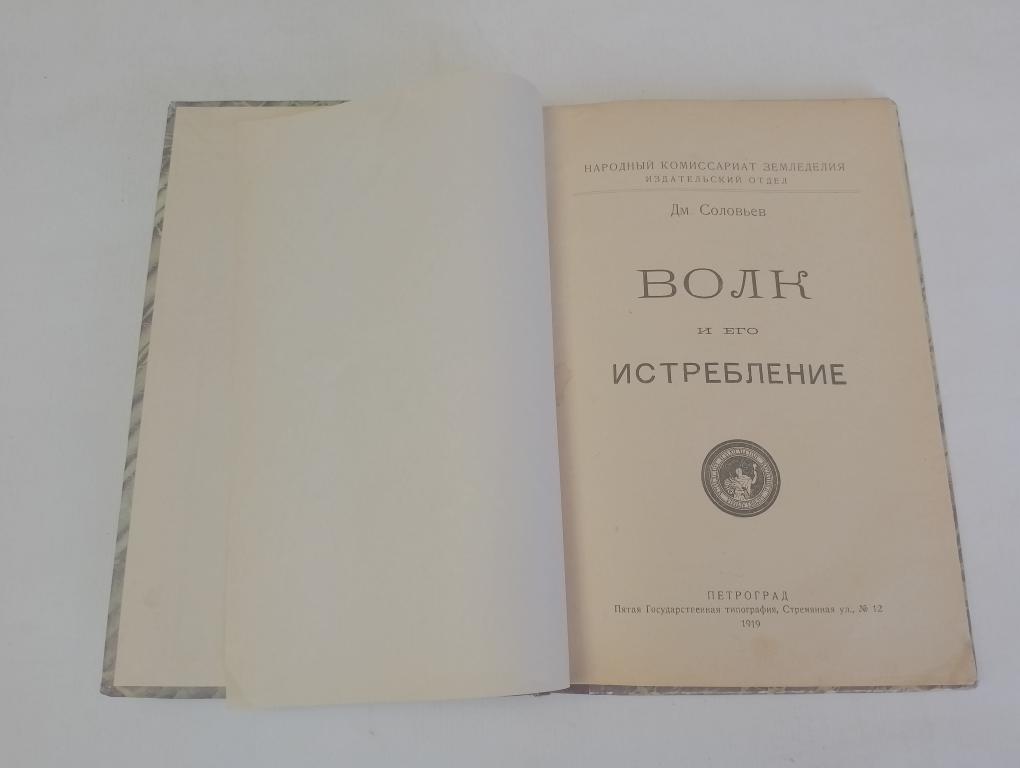 НАРОДНЫЙ КОМИССАРИАТ ЗЕМЛЕДЕЛИЯ
ИЗДАТЕЛЬСКИЙ ОТДЕЛ
Дм. Соловьев
ВОЛК
И ЕГО
ИСТРЕБЛЕНИЕ
ПЕТРОГРАД
Пятая Государственная типография, Стремянная ул., № 12
1919